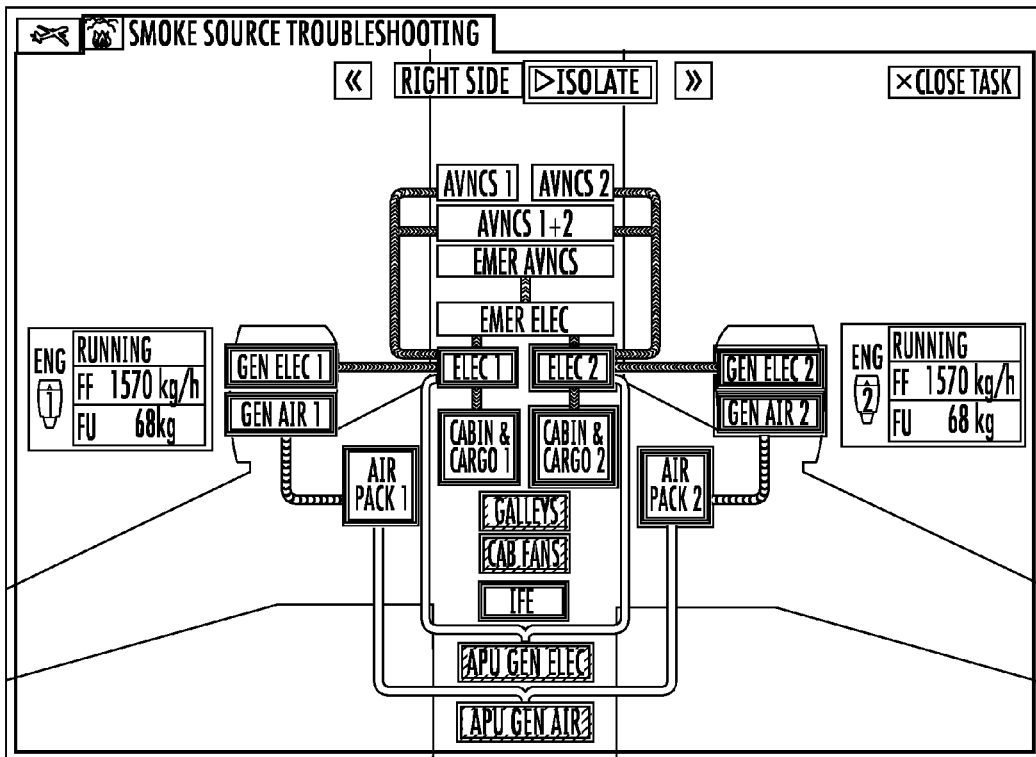 SMOKE SOURCE TROUBLESHOOTING
« RIGHT SIDE ▷ISOLATE » ×CLOSE TASK
AVNCS 1 AVNCS 2
AVNCS 1+2
EMER AVNCS
EMER ELEC
ENG
1
RUNNING
FF 1570 kg/h
FU 68kg
GEN ELEC 1
GEN AIR 1
ELEC 1 ELEC 2
GEN ELEC 2
GEN AIR 2
ENG
2
RUNNING
FF 1570 kg/h
FU 68 kg
CABIN &
CARGO 1
CABIN &
CARGO 2
AIR
PACK 1
AIR
PACK 2
GALLEYS
CAB FANS
IFE
APU GEN ELEC
APU GEN AIR